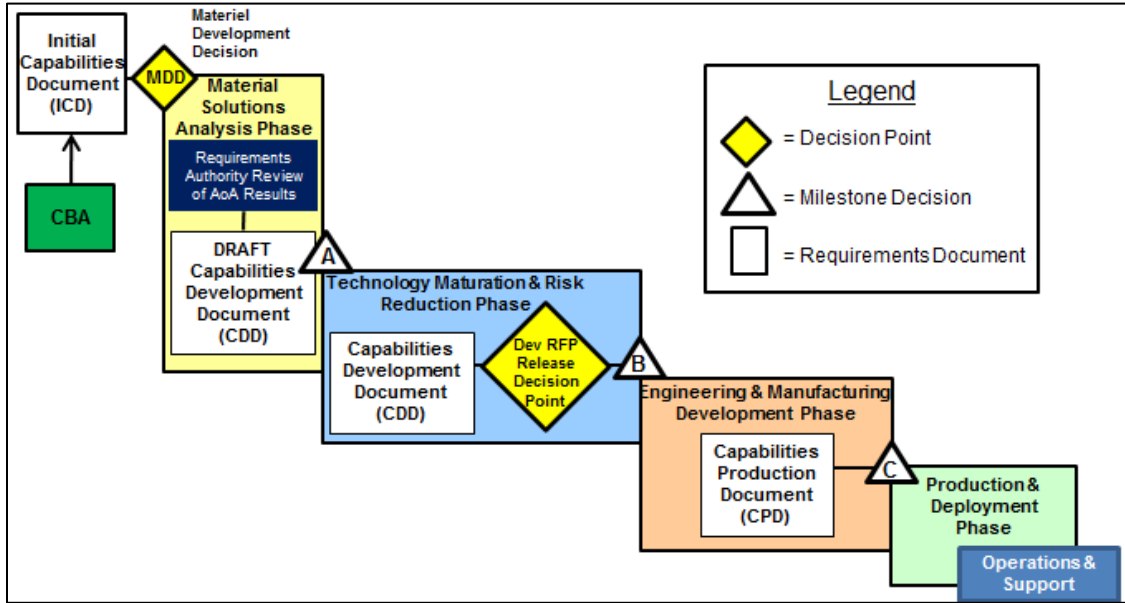 Initial
Capabilities
Document
(ICD)
Materiel
Development
Decision
MDD
CBA
Material
Solutions
Analysis Phase
Requirements
Authority Review
of AoA Results
DRAFT
Capabilities
Development
Document
(CDD)
A
Technology Maturation & Risk
Reduction Phase
Capabilities
Development
Document
(CDD)
Dev RFP
Release
Decision
Point
B
Engineering & Manufacturing
Development Phase
Capabilities
Production
Document
(CPD)
C
Production &
Deployment
Phase
Operations &
Support
Legend
= Decision Point
= Milestone Decision
= Requirements Document